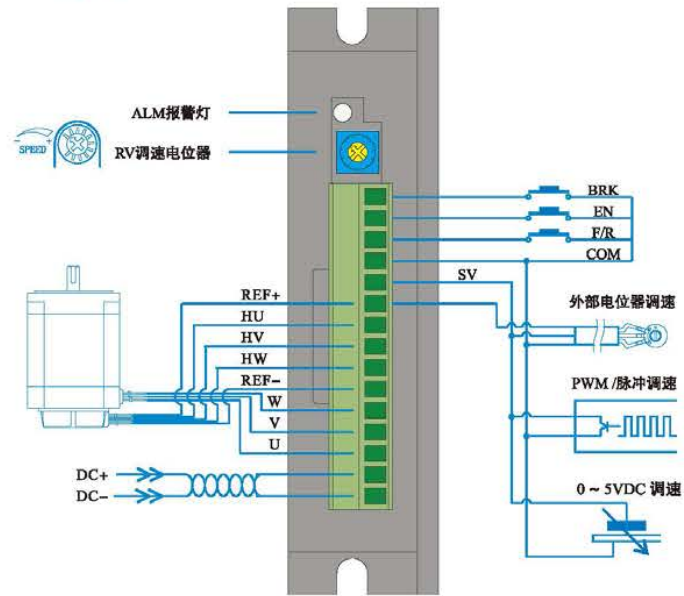 ALM报警灯
SPEED
RV调速电位器
BRK
EN
F/R
COM
SV
REF+
HU
HV
HW
REF-
W
V
U
DC+
DC-
外部电位器调速
PWM /脉冲调速
0 ~ 5VDC 调速